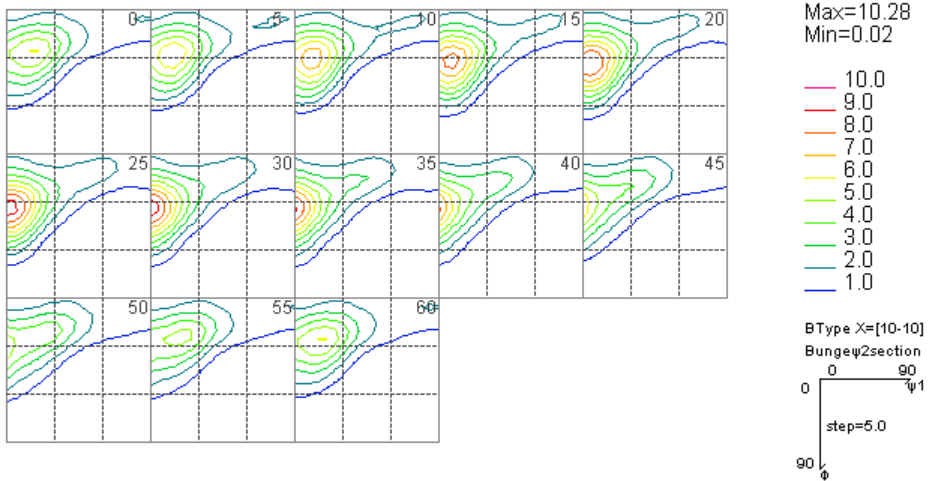 0 5 10 15 20
25 30 35 40 45
50 55 60
Max=10.28
Min=0.02
10.0
9.0
8.0
7.0
6.0
5.0
4.0
3.0
2.0
1.0
BType X=[10-10]
Bungeψ2section
0 90
0 ψ1
step=5.0
90 Φ